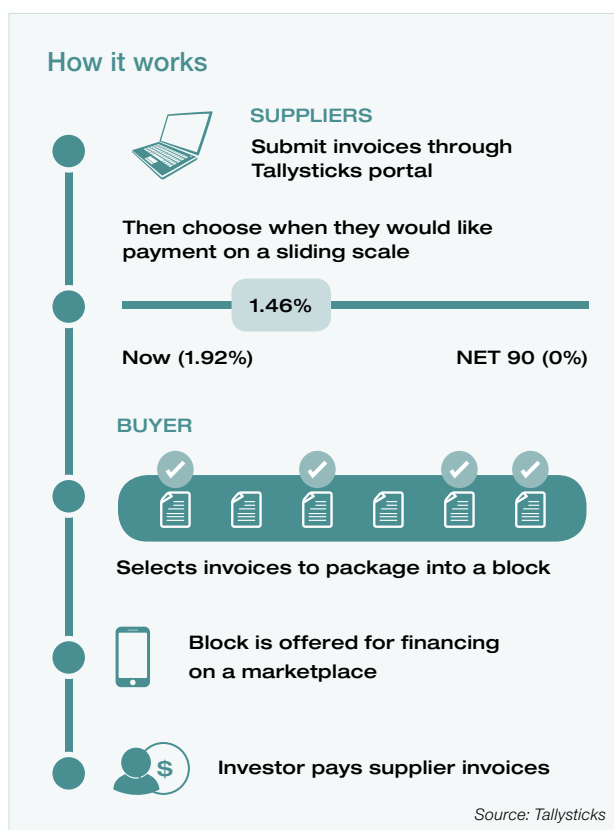 How it works
SUPPLIERS
Submit invoices through
Tallysticks portal
Then choose when they would like
payment on a sliding scale
1.46%
Now (1.92%)
NET 90 (0%)
BUYER
Selects invoices to package into a block
Block is offered for financing
on a marketplace
$
Investor pays supplier invoices
Source: Tallysticks